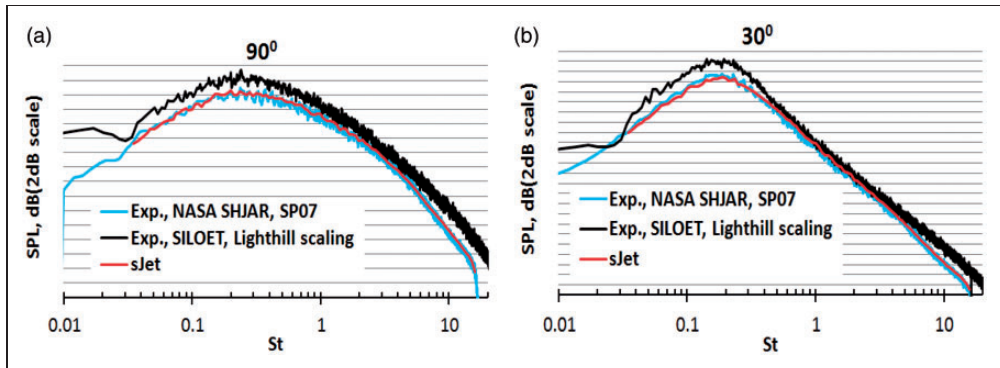 (a)
90⁰
SPL, dB(2dB scale)
Exp., NASA SHJAR, SP07
Exp., SILOET, Lighthill scaling
sJet
0.01 0.1 1 10
St
(b)
30⁰
SPL, dB(2dB scale)
Exp., NASA SHJAR, SP07
Exp., SILOET, Lighthill scaling
sJet
0.01 0.1 1 10
St